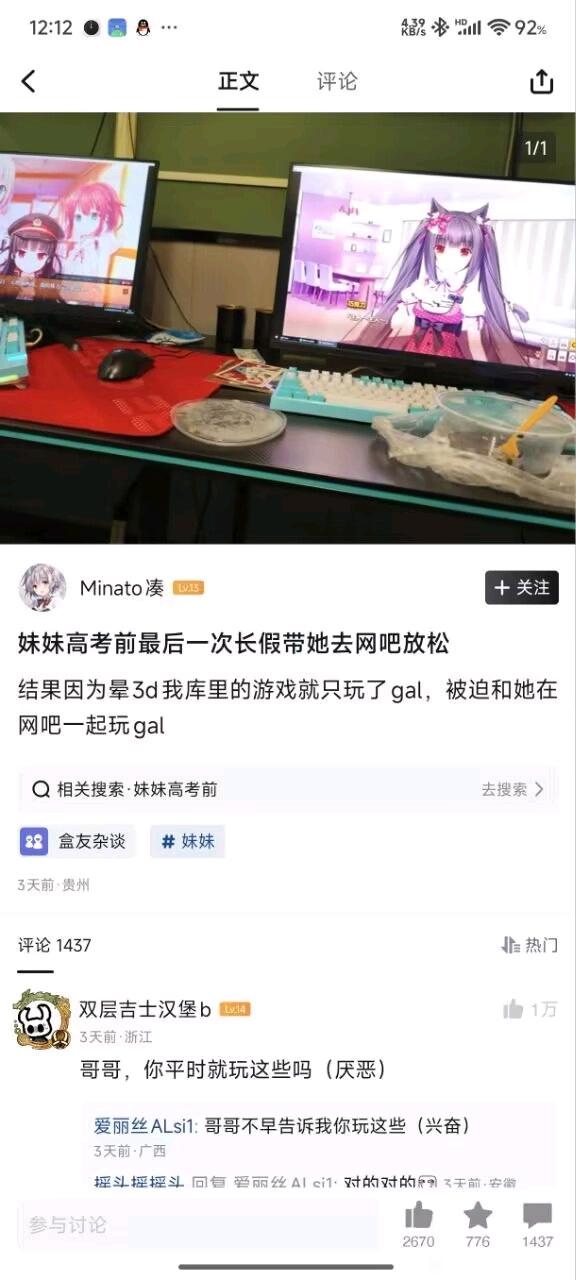 12:12
4.39
KB/s
HD
92%
正文
评论
1/1
巧克力
Minato凑
Lv.13
+ 关注
妹妹高考前最后一次长假带她去网吧放松
结果因为晕3d我库里的游戏就只玩了gal，被迫和她在
网吧一起玩gal
相关搜索·妹妹高考前
去搜索
盒友杂谈
# 妹妹
3天前·贵州
评论 1437
热门
双层吉士汉堡b
Lv.14
1万
3天前·浙江
哥哥，你平时就玩这些吗（厌恶）
爱丽丝ALsi1: 哥哥不早告诉我你玩这些（兴奋）
3天前·广西
摇头摇摇头 回复 爱丽丝ALsi1: 对的对的 3天前·安徽
参与讨论
2670
776
1437